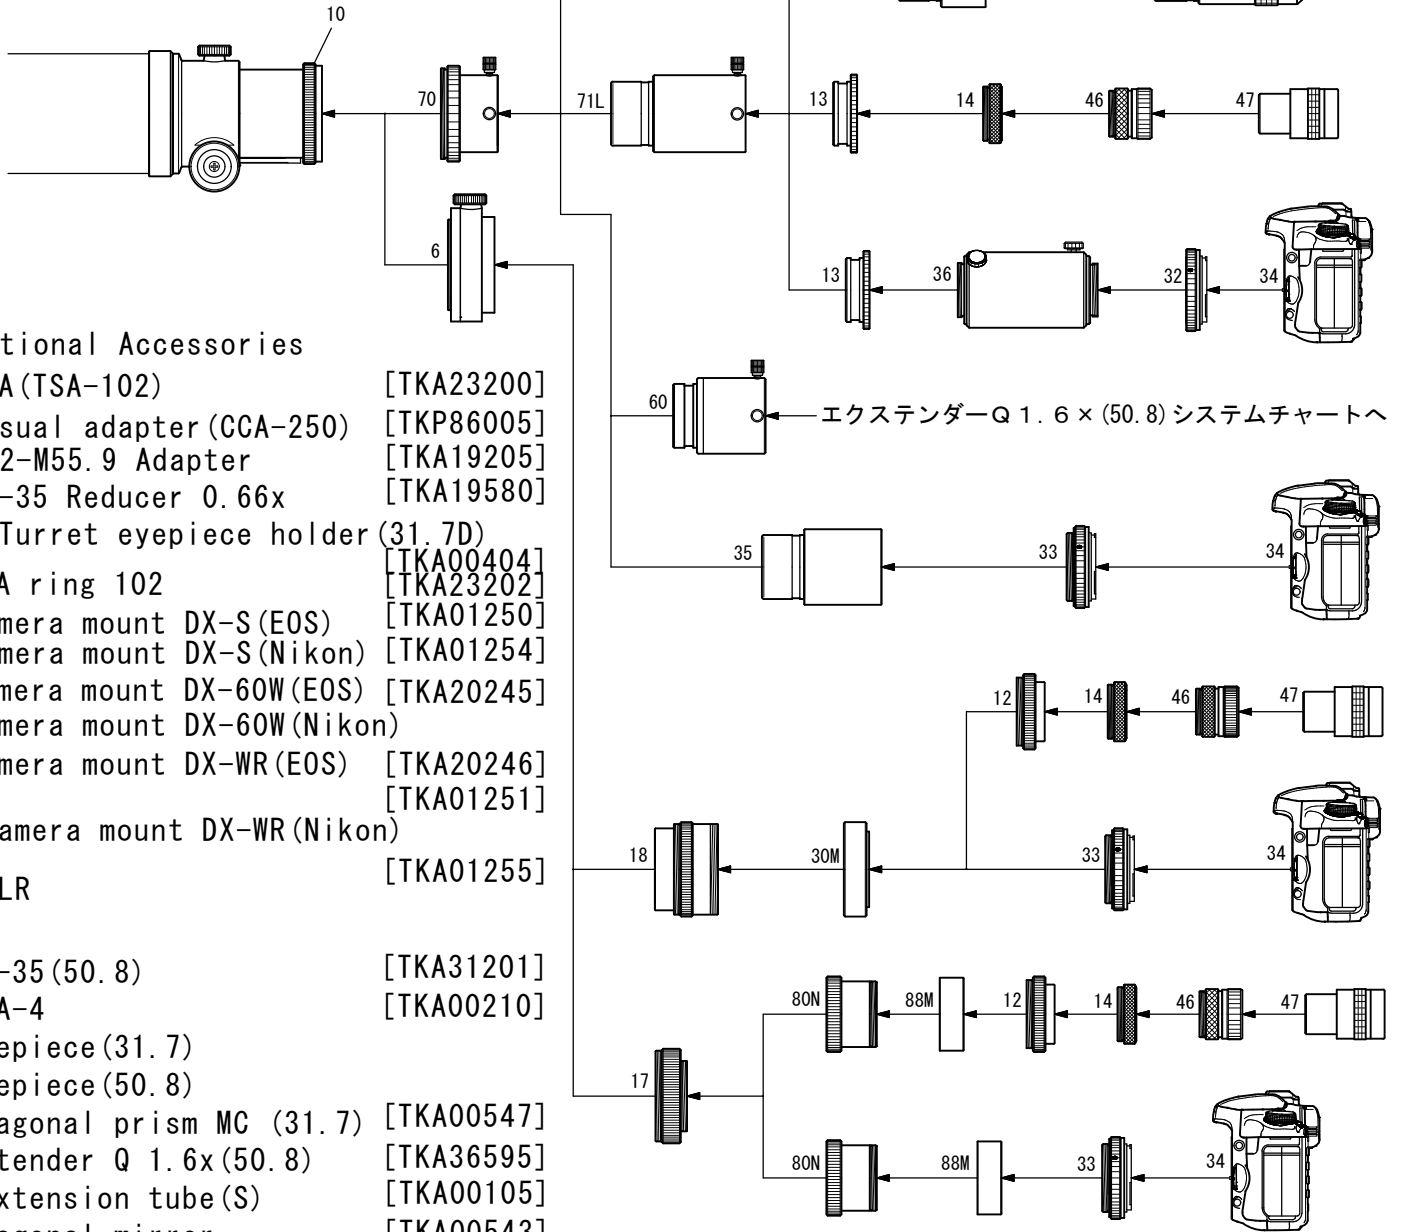 10
70
71L
13
14
46
47
6
13
36
32
34
60
エクステンダーQ 1.6×(50.8)システムチャートへ
35
33
34
12
14
46
47
18
30M
33
34
80N
88M
12
14
46
47
17
80N
88M
33
34
tional Accessories
A(TSA-102) [TKA23200]
sual adapter(CCA-250) [TKP86005]
2-M55.9 Adapter [TKA19205]
-35 Reducer 0.66x [TKA19580]
Turret eyepiece holder(31.7D)
[TKA00404]
A ring 102 [TKA23202]
mera mount DX-S(EOS) [TKA01250]
mera mount DX-S(Nikon) [TKA01254]
mera mount DX-60W(EOS) [TKA20245]
mera mount DX-60W(Nikon)
mera mount DX-WR(EOS) [TKA20246]
[TKA01251]
amera mount DX-WR(Nikon)
[TKA01255]
LR
-35(50.8) [TKA31201]
A-4 [TKA00210]
epiece(31.7)
epiece(50.8)
agonal prism MC (31.7) [TKA00547]
tender Q 1.6x(50.8) [TKA36595]
xtension tube(S) [TKA00105]
agonal mirror [TKA00543]